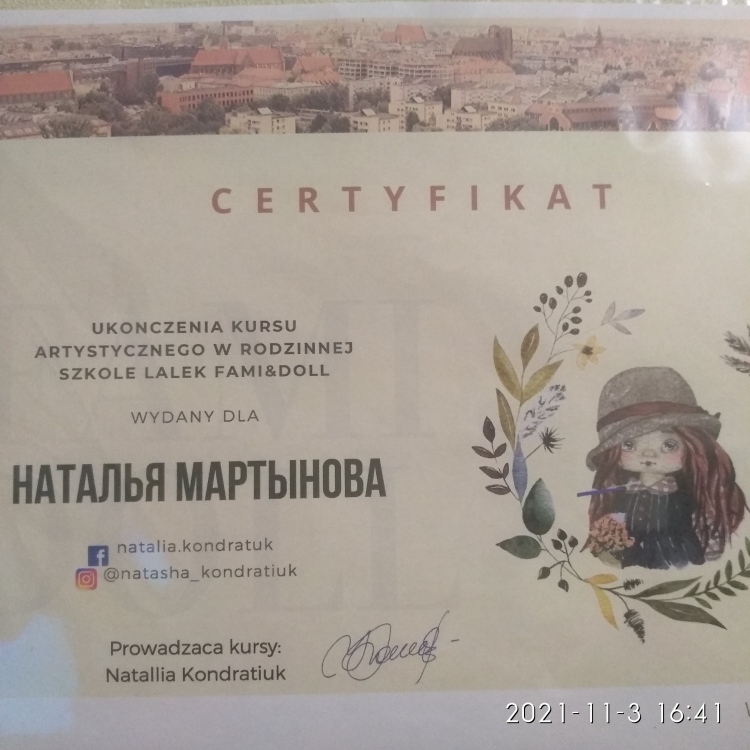 CERTYFIKAT
UKONCZENIA KURSU
ARTYSTYCZNEGO W RODZINNEJ
SZKOLE LALEK FAMI&DOLL
WYDANY DLA
НАТАЛЬЯ МАРТЫНОВА
natalia.kondratuk
@natasha_kondratiuk
Prowadzaca kursy:
Natallia Kondratiuk
2021-11-3 16:41